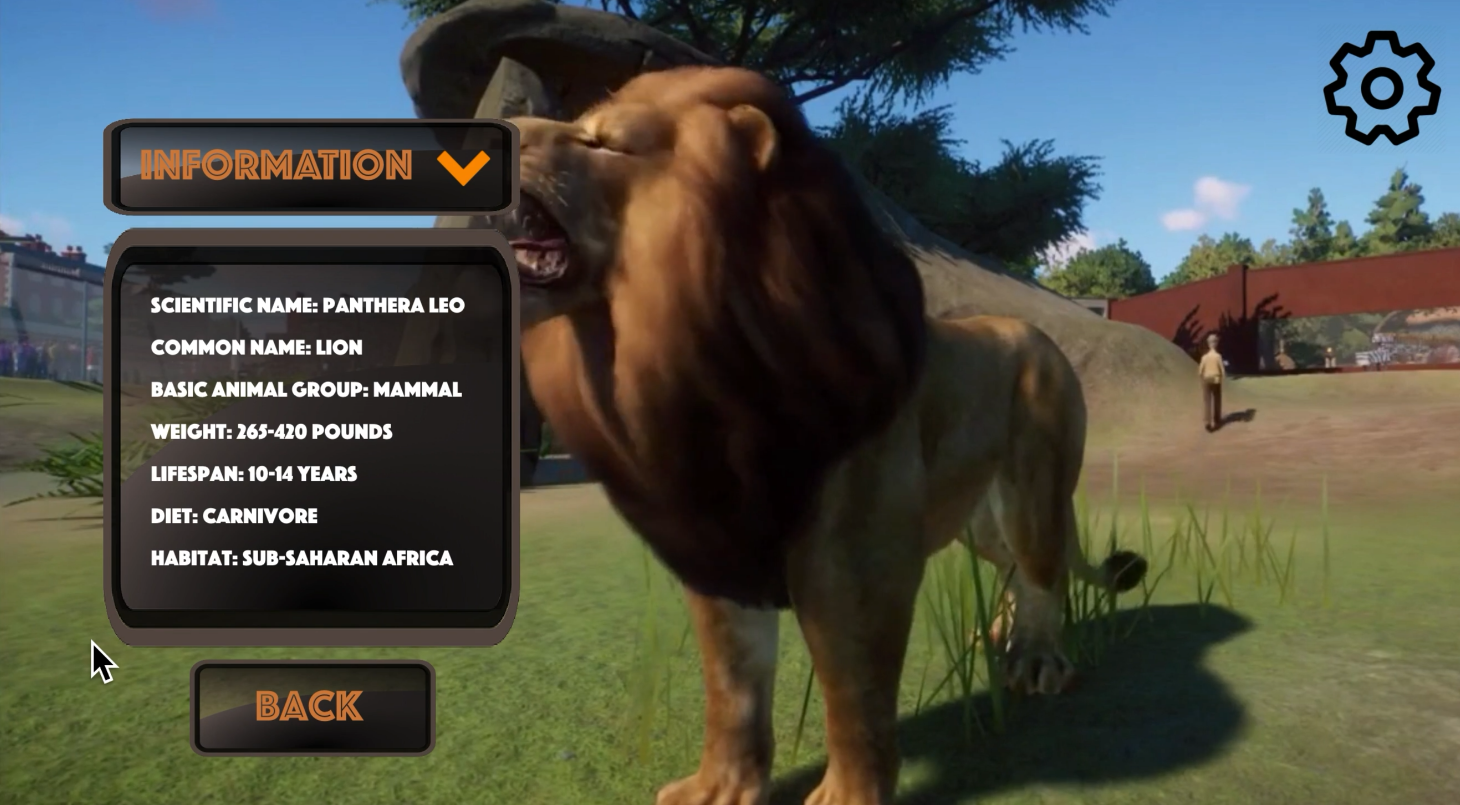 INFORMATION
SCIENTIFIC NAME: PANTHERA LEO
COMMON NAME: LION
BASIC ANIMAL GROUP: MAMMAL
WEIGHT: 265-420 POUNDS
LIFESPAN: 10-14 YEARS
DIET: CARNIVORE
HABITAT: SUB-SAHARAN AFRICA
BACK